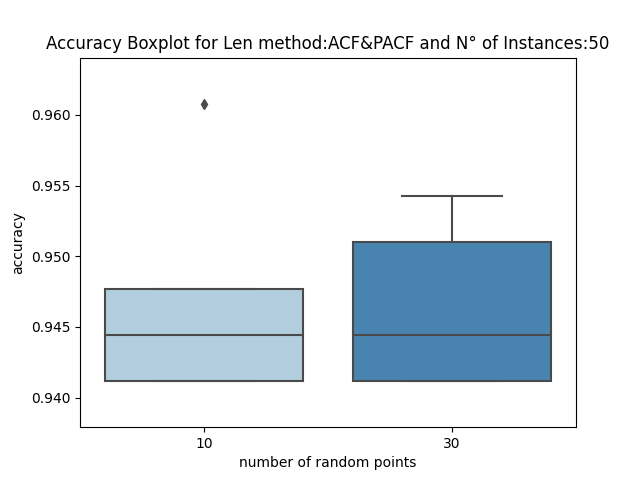 Accuracy Boxplot for Len method:ACF&PACF and N° of Instances:50
0.960
0.955
0.950
0.945
0.940
accuracy
10 30
number of random points